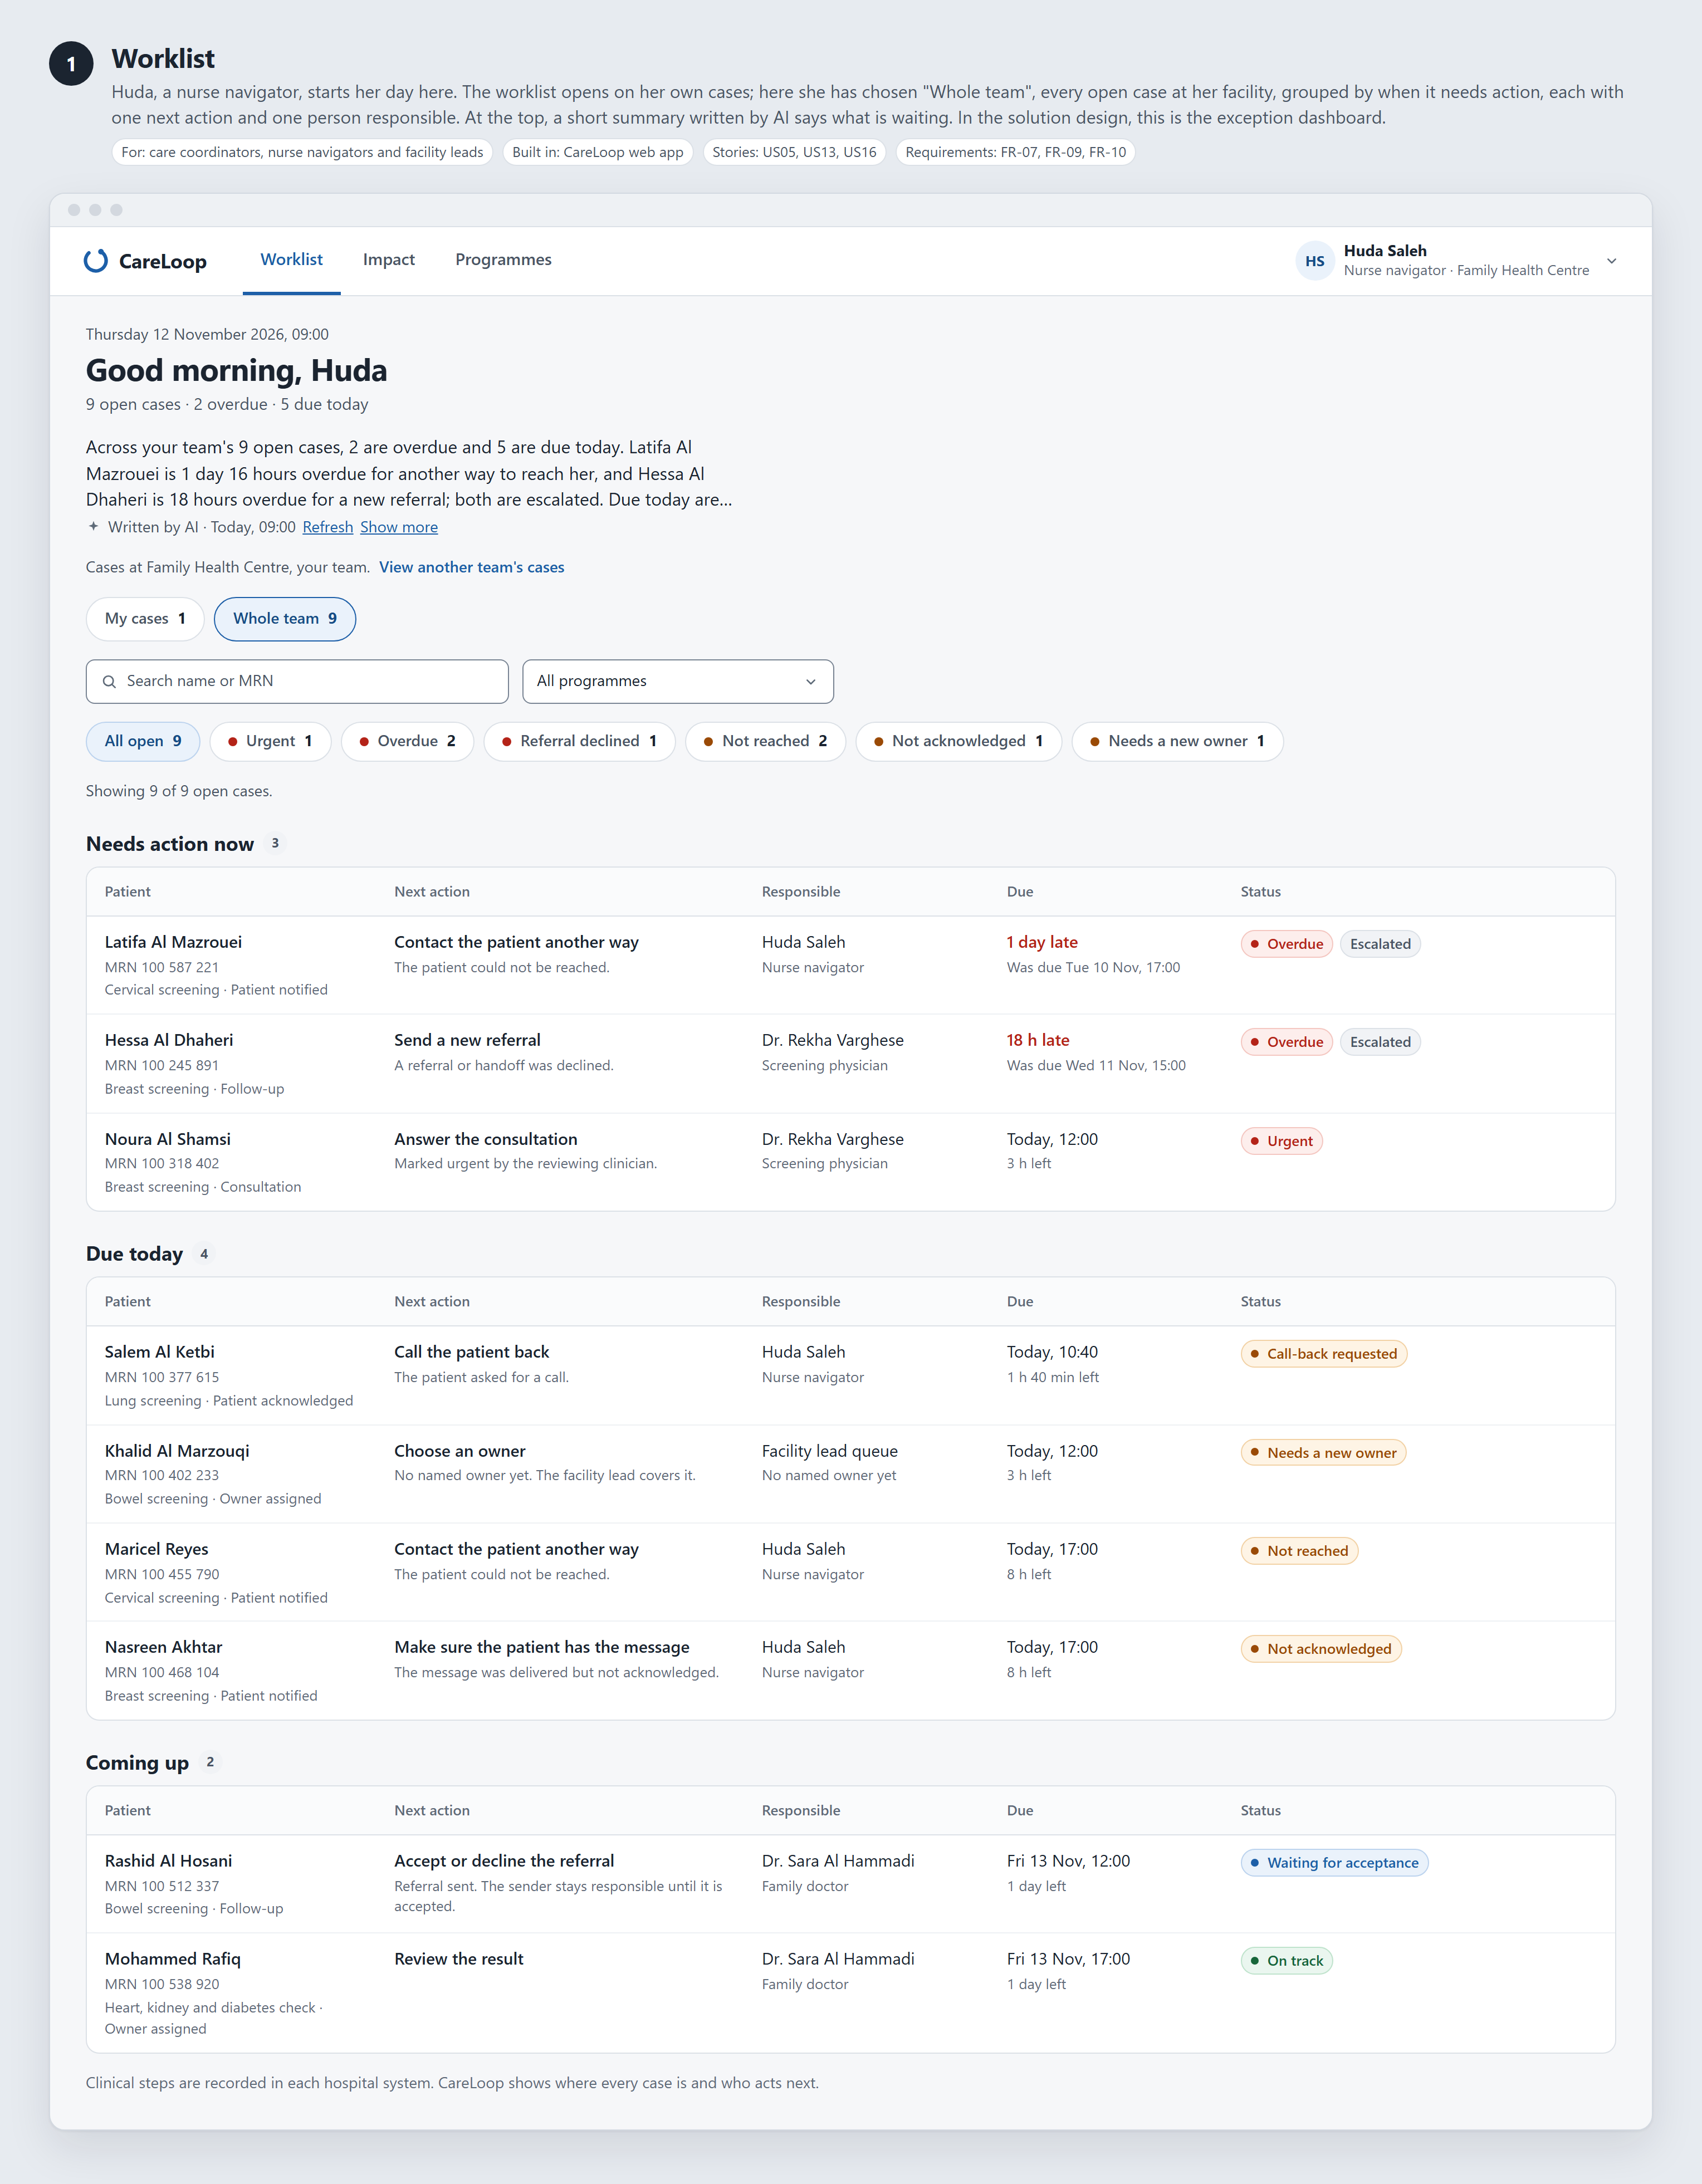 1
Worklist
Huda, a nurse navigator, starts her day here. The worklist opens on her own cases; here she has chosen "Whole team", every open case at her facility, grouped by when it needs action, each with
one next action and one person responsible. At the top, a short summary written by AI says what is waiting. In the solution design, this is the exception dashboard.
For: care coordinators, nurse navigators and facility leads Built in: CareLoop web app Stories: US05, US13, US16 Requirements: FR-07, FR-09, FR-10
CareLoop Worklist Impact Programmes
HS Huda Saleh
Nurse navigator · Family Health Centre
Thursday 12 November 2026, 09:00
Good morning, Huda
9 open cases · 2 overdue · 5 due today
Across your team's 9 open cases, 2 are overdue and 5 are due today. Latifa Al
Mazrouei is 1 day 16 hours overdue for another way to reach her, and Hessa Al
Dhaheri is 18 hours overdue for a new referral; both are escalated. Due today are...
Written by AI · Today, 09:00 Refresh Show more
Cases at Family Health Centre, your team. View another team's cases
My cases 1 Whole team 9
Search name or MRN All programmes
All open 9 Urgent 1 Overdue 2 Referral declined 1 Not reached 2 Not acknowledged 1 Needs a new owner 1
Showing 9 of 9 open cases.
Needs action now 3
Patient Next action Responsible Due Status
Latifa Al Mazrouei Contact the patient another way Huda Saleh 1 day late Overdue Escalated
MRN 100 587 221 The patient could not be reached. Nurse navigator Was due Tue 10 Nov, 17:00
Cervical screening · Patient notified
Hessa Al Dhaheri Send a new referral Dr. Rekha Varghese 18 h late Overdue Escalated
MRN 100 245 891 A referral or handoff was declined. Screening physician Was due Wed 11 Nov, 15:00
Breast screening · Follow-up
Noura Al Shamsi Answer the consultation Dr. Rekha Varghese Today, 12:00 Urgent
MRN 100 318 402 Marked urgent by the reviewing clinician. Screening physician 3 h left
Breast screening · Consultation
Due today 4
Patient Next action Responsible Due Status
Salem Al Ketbi Call the patient back Huda Saleh Today, 10:40 Call-back requested
MRN 100 377 615 The patient asked for a call. Nurse navigator 1 h 40 min left
Lung screening · Patient acknowledged
Khalid Al Marzouqi Choose an owner Facility lead queue Today, 12:00 Needs a new owner
MRN 100 402 233 No named owner yet. The facility lead covers it. No named owner yet 3 h left
Bowel screening · Owner assigned
Maricel Reyes Contact the patient another way Huda Saleh Today, 17:00 Not reached
MRN 100 455 790 The patient could not be reached. Nurse navigator 8 h left
Cervical screening · Patient notified
Nasreen Akhtar Make sure the patient has the message Huda Saleh Today, 17:00 Not acknowledged
MRN 100 468 104 The message was delivered but not acknowledged. Nurse navigator 8 h left
Breast screening · Patient notified
Coming up 2
Patient Next action Responsible Due Status
Rashid Al Hosani Accept or decline the referral Dr. Sara Al Hammadi Fri 13 Nov, 12:00 Waiting for acceptance
MRN 100 512 337 Referral sent. The sender stays responsible until it is Family doctor 1 day left
Bowel screening · Follow-up accepted.
Mohammed Rafiq Review the result Dr. Sara Al Hammadi Fri 13 Nov, 17:00 On track
MRN 100 538 920 Family doctor 1 day left
Heart, kidney and diabetes check ·
Owner assigned
Clinical steps are recorded in each hospital system. CareLoop shows where every case is and who acts next.